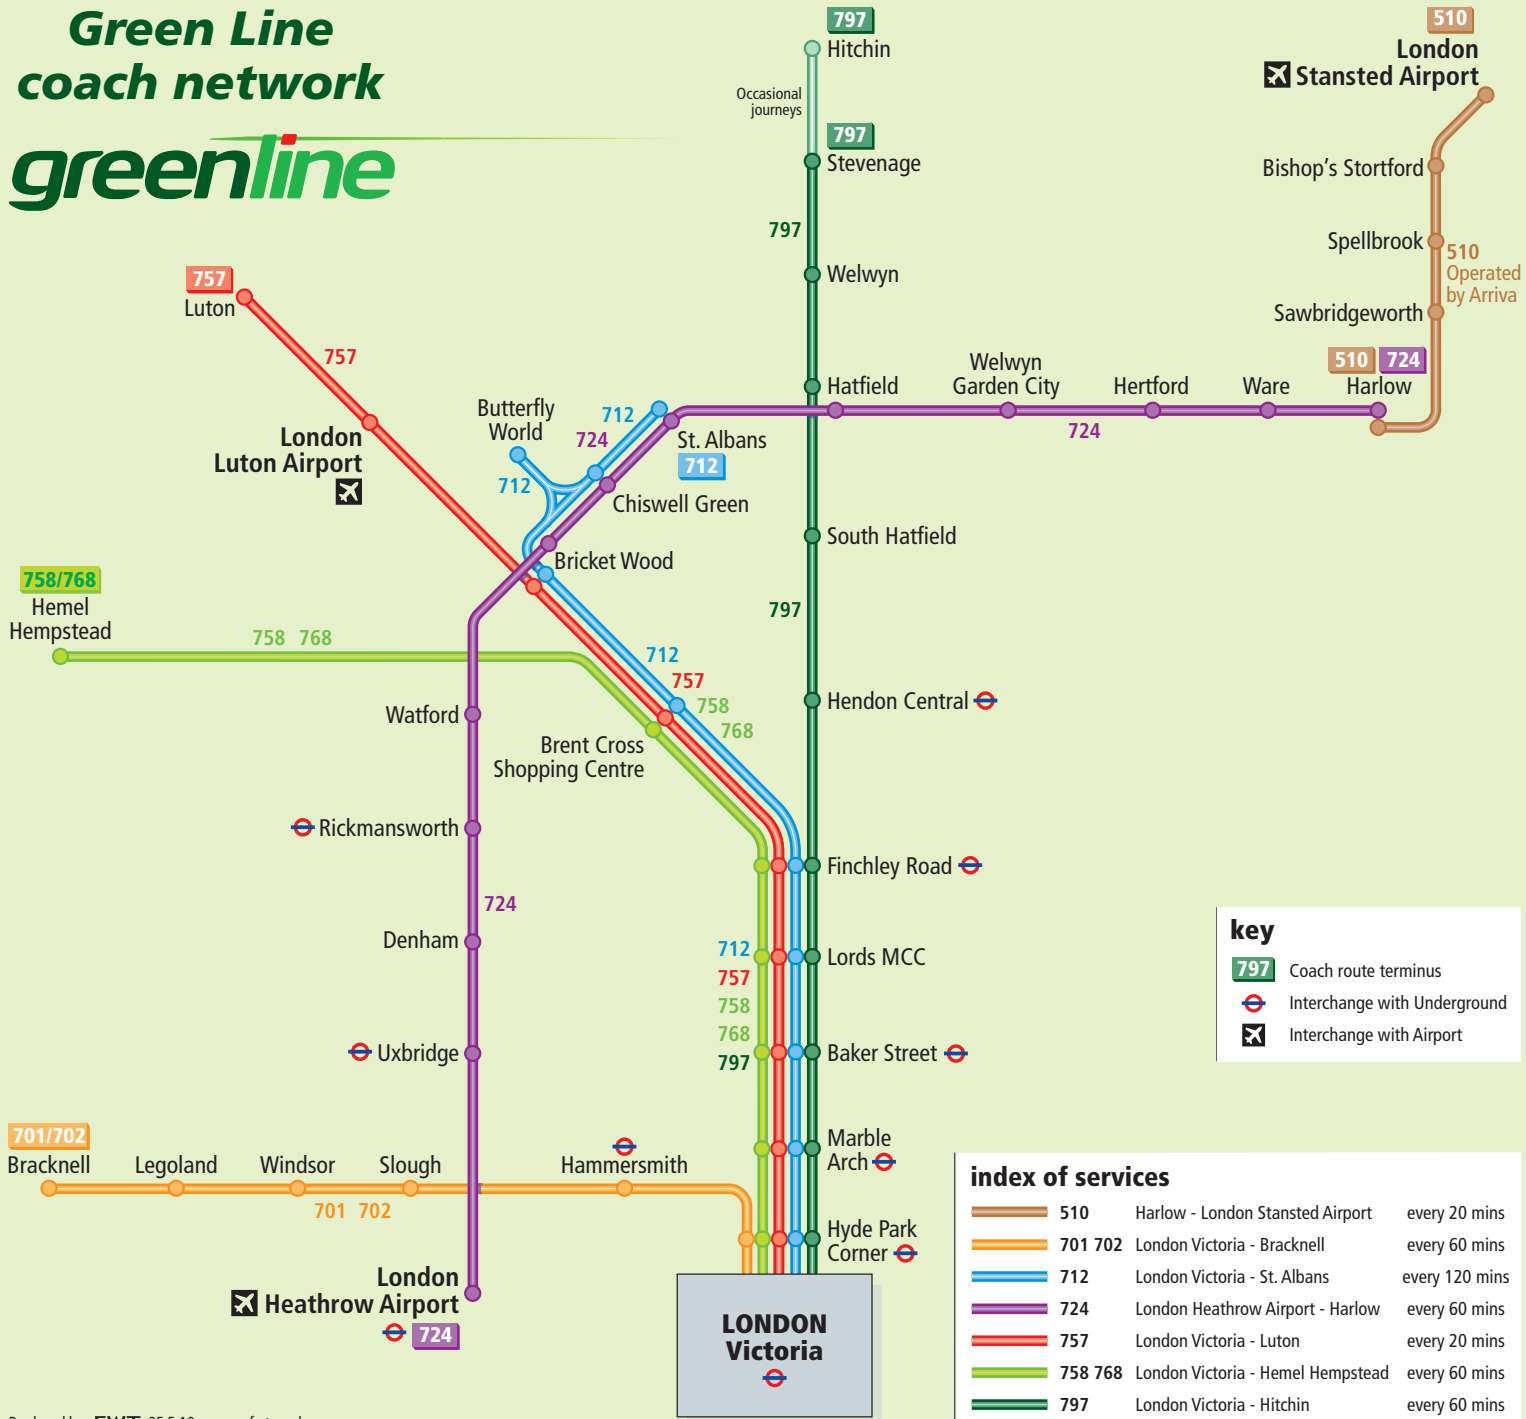 Green Line
coach network
greenline
797
Hitchin
Occasional
journeys
797
Stevenage
797
Welwyn
Hatfield
South Hatfield
797
Hendon Central
Finchley Road
Lords MCC
Baker Street
Marble
Arch
Hyde Park
Corner
510
London
Stansted Airport
Bishop's Stortford
Spellbrook
510
Operated
by Arriva
Sawbridgeworth
510 724
Harlow
Ware
Hertford
Welwyn
Garden City
724
757
Luton
757
London
Luton Airport
Butterfly
World
712
712
724
St. Albans
712
Chiswell Green
Bricket Wood
758/768
Hemel
Hempstead
758 768
712
757
758
768
Brent Cross
Shopping Centre
Watford
Rickmansworth
724
Denham
Uxbridge
712
757
758
768
797
701/702
Bracknell
Legoland
Windsor
Slough
Hammersmith
701 702
London
Heathrow Airport
724
LONDON
Victoria
key
797 Coach route terminus
Interchange with Underground
Interchange with Airport
index of services
510 Harlow - London Stansted Airport every 20 mins
701 702 London Victoria - Bracknell every 60 mins
712 London Victoria - St. Albans every 120 mins
724 London Heathrow Airport - Harlow every 60 mins
757 London Victoria - Luton every 20 mins
758 768 London Victoria - Hemel Hempstead every 60 mins
797 London Victoria - Hitchin every 60 mins